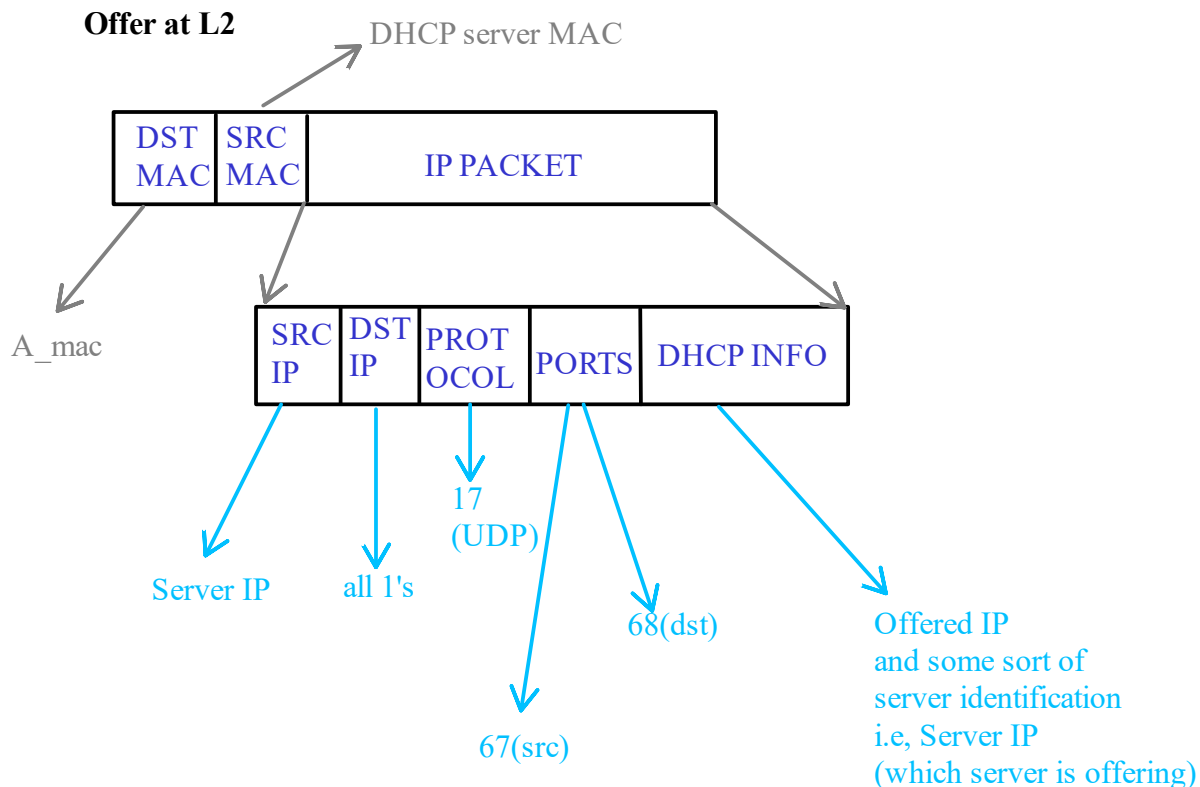 Offer at L2
DHCP server MAC
DST
MAC
SRC
MAC
IP PACKET
A_mac
SRC
IP
DST
IP
PROT
OCOL
PORTS
DHCP INFO
Server IP
all 1's
17
(UDP)
67(src)
68(dst)
Offered IP
and some sort of
server identification
i.e, Server IP
(which server is offering)